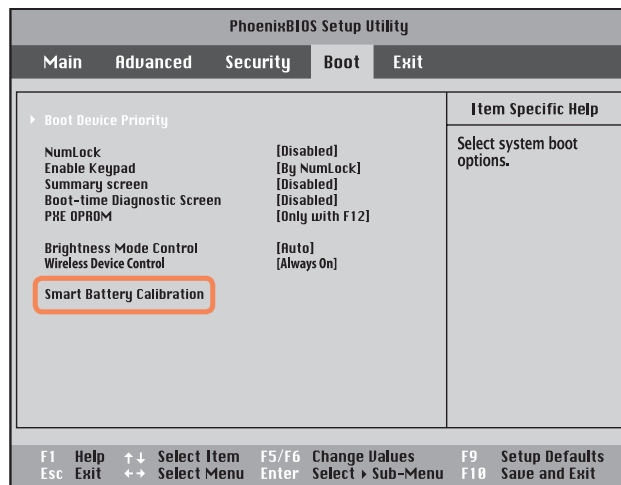 PhoenixBIOS Setup Utility
Main Advanced Security Boot Exit
Item Specific Help
▸ Boot Device Priority
Select system boot
options.
NumLock [Disabled]
Enable Keypad [By NumLock]
Summary screen [Disabled]
Boot-time Diagnostic Screen [Disabled]
PXE OPROM [Only with F12]
Brightness Mode Control [Auto]
Wireless Device Control [Always On]
Smart Battery Calibration
F1 Help ↑↓ Select Item F5/F6 Change Values F9 Setup Defaults
Esc Exit ←→ Select Menu Enter Select ▸ Sub-Menu F10 Save and Exit